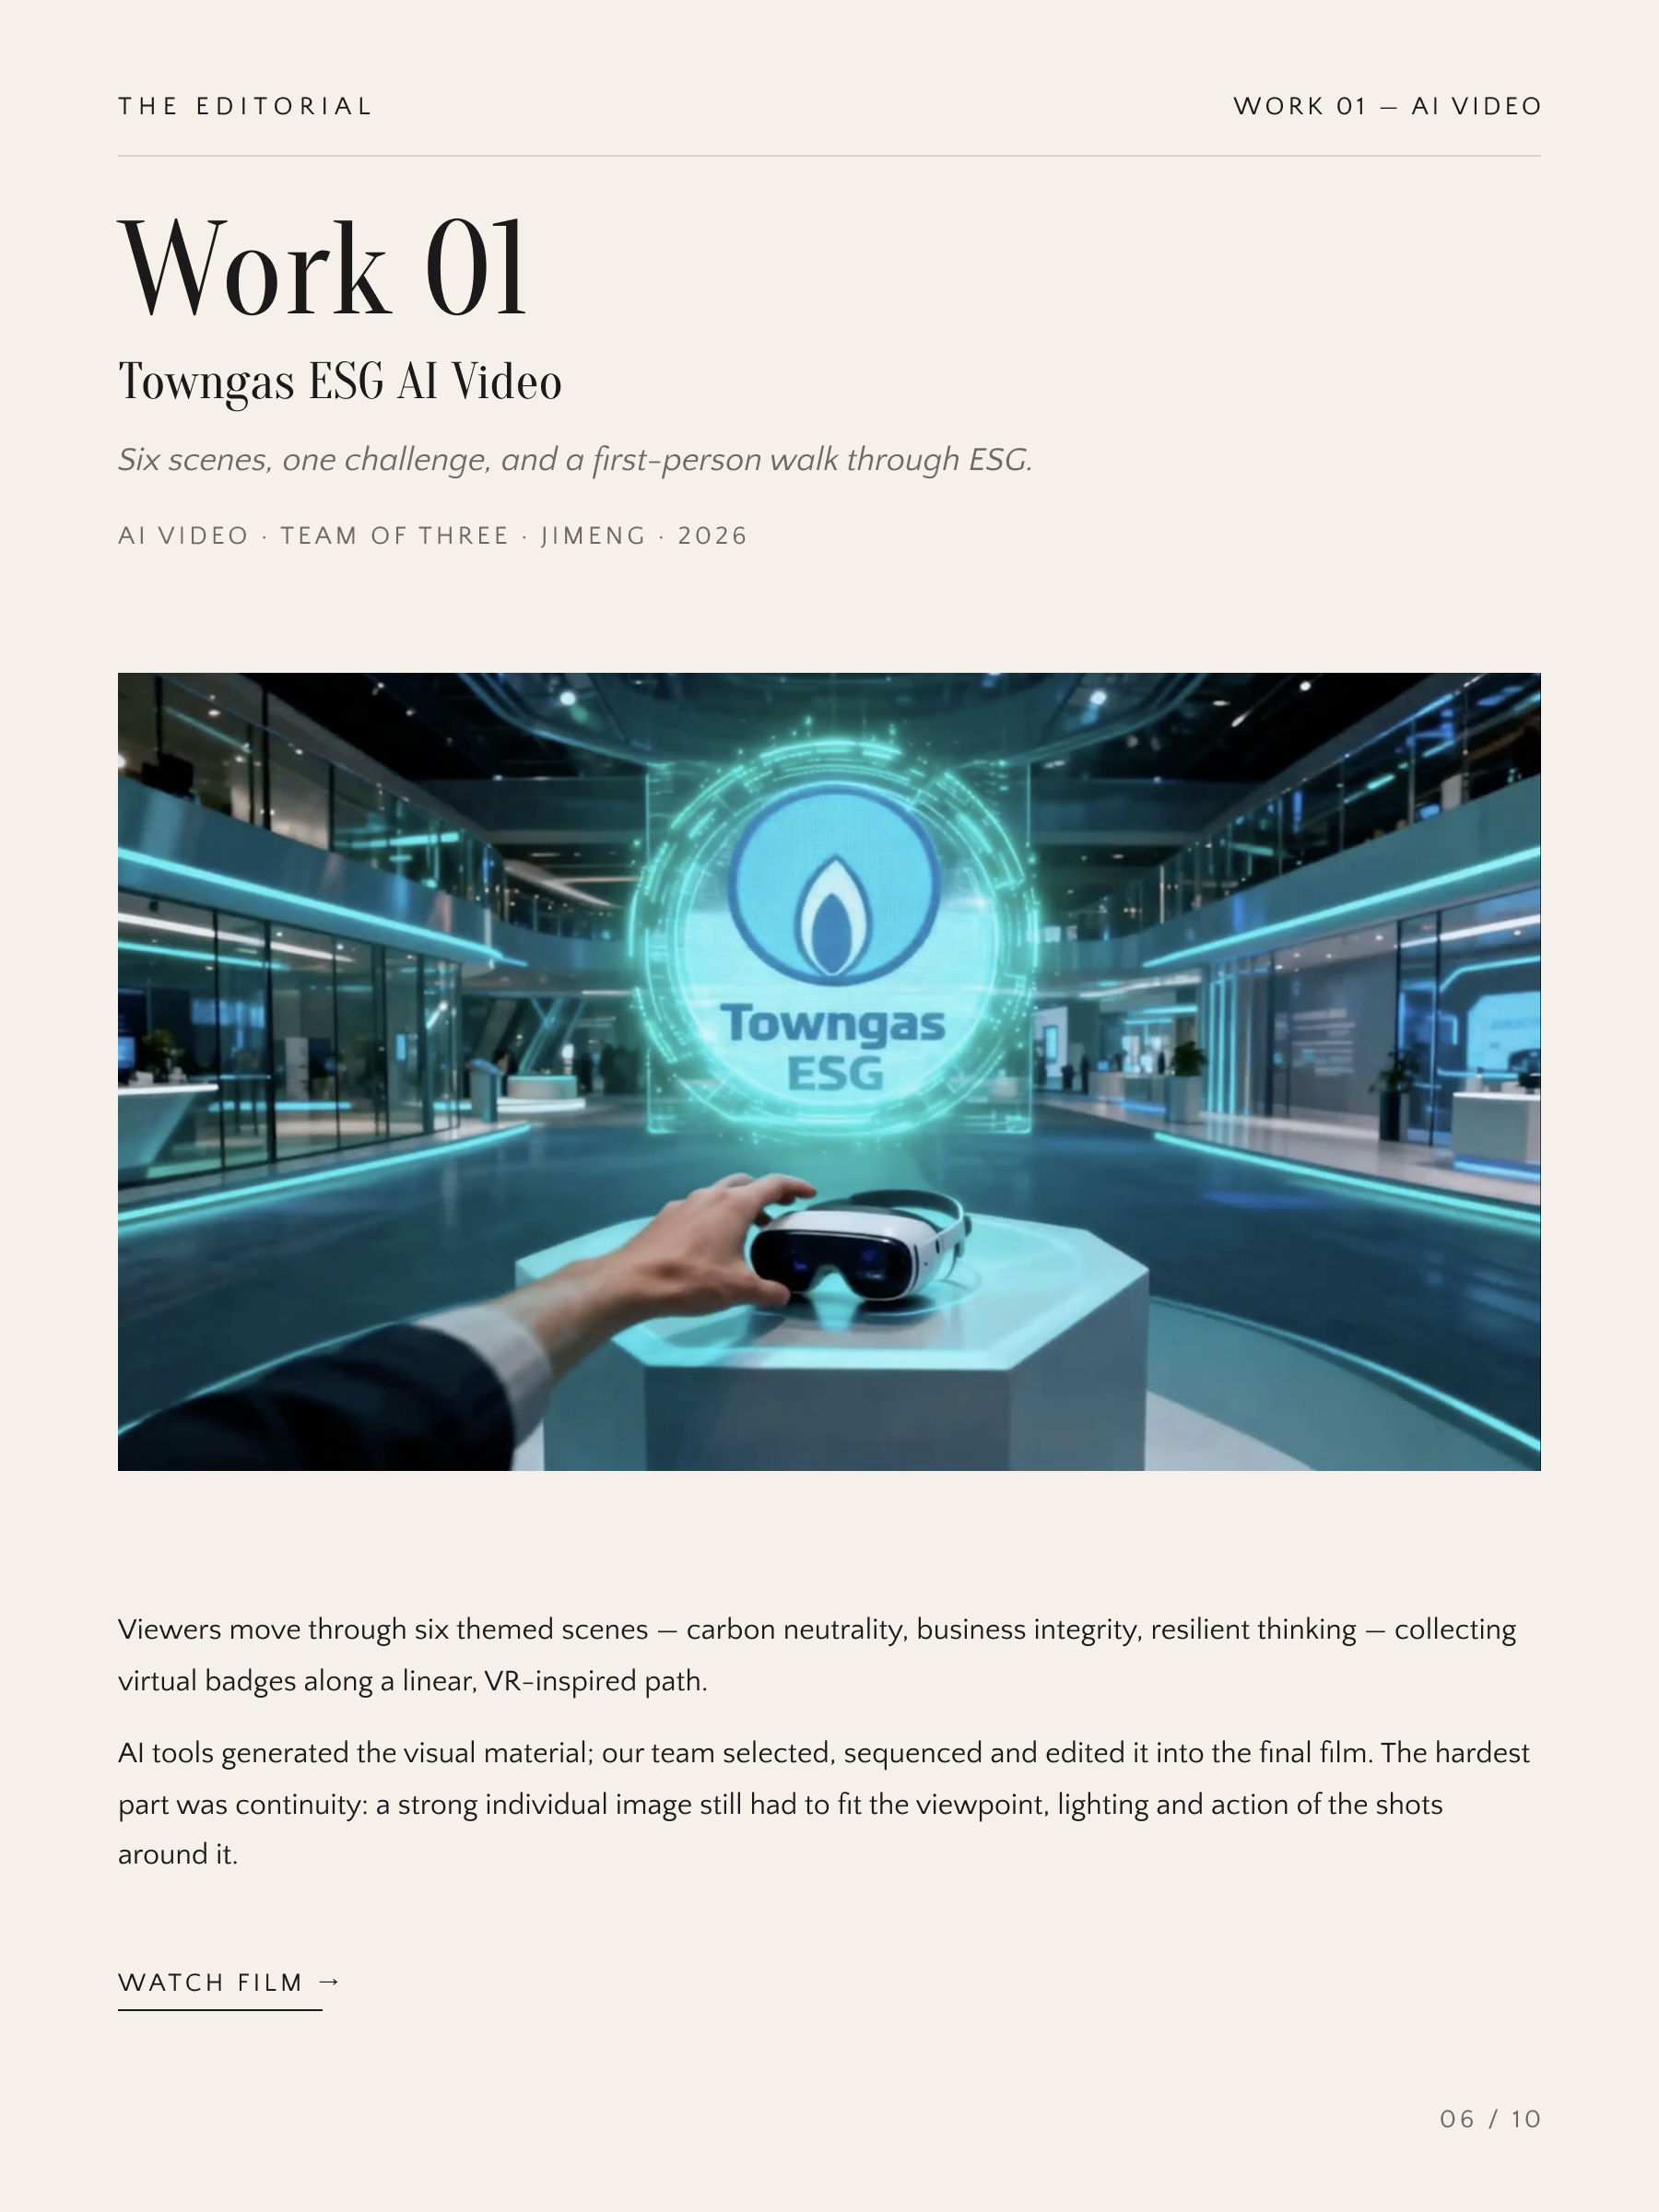 THE EDITORIAL
WORK 01 — AI VIDEO
Work 01
Towngas ESG AI Video
Six scenes, one challenge, and a first-person walk through ESG.
AI VIDEO · TEAM OF THREE · JIMENG · 2026
Towngas
ESG
Viewers move through six themed scenes — carbon neutrality, business integrity, resilient thinking — collecting
virtual badges along a linear, VR-inspired path.
AI tools generated the visual material; our team selected, sequenced and edited it into the final film. The hardest
part was continuity: a strong individual image still had to fit the viewpoint, lighting and action of the shots
around it.
WATCH FILM →
06 / 10